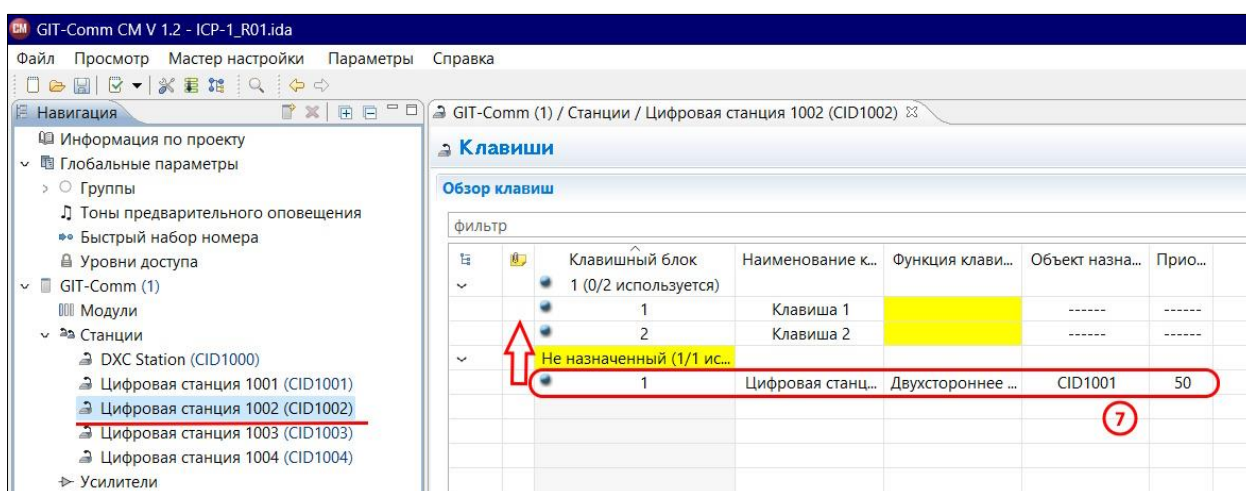 GIT-Comm CM V 1.2 - ICP-1_R01.ida
Файл Просмотр Мастер настройки Параметры Справка
Навигация
Информация по проекту
Глобальные параметры
Группы
Тоны предварительного оповещения
Быстрый набор номера
Уровни доступа
GIT-Comm (1)
Модули
Станции
DXC Station (CID1000)
Цифровая станция 1001 (CID1001)
Цифровая станция 1002 (CID1002)
Цифровая станция 1003 (CID1003)
Цифровая станция 1004 (CID1004)
Усилители
GIT-Comm (1) / Станции / Цифровая станция 1002 (CID1002)
Клавиши
Обзор клавиш
фильтр
Клавишный блок Наименование к... Функция клави... Объект назна... Прио...
1 (0/2 используется)
1 Клавиша 1 ------ ------
2 Клавиша 2 ------ ------
Не назначенный (1/1 ис...
1 Цифровая станц... Двухстороннее ... CID1001 50
7